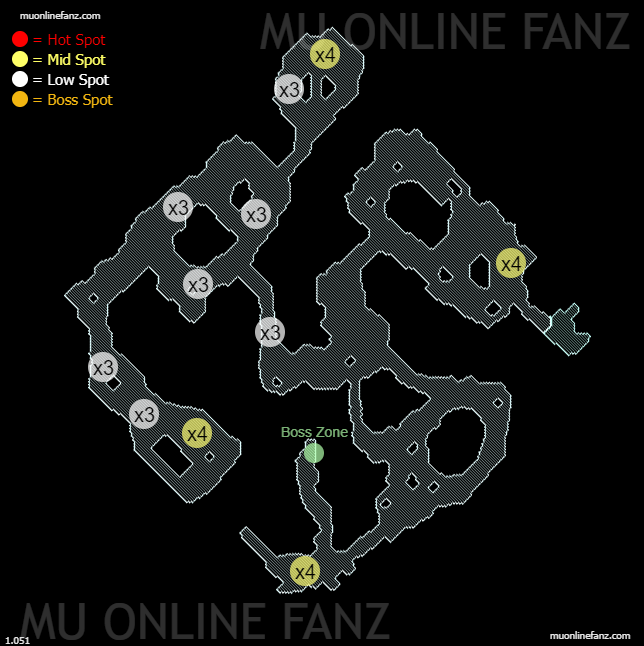 muonlinefanz.com
MU ONLINE FANZ
= Hot Spot
= Mid Spot
= Low Spot
= Boss Spot
x4
x3
x3
x3
x4
x3
x3
x3
x3
x4
Boss Zone
x4
MU ONLINE FANZ
1.051
muonlinefanz.com